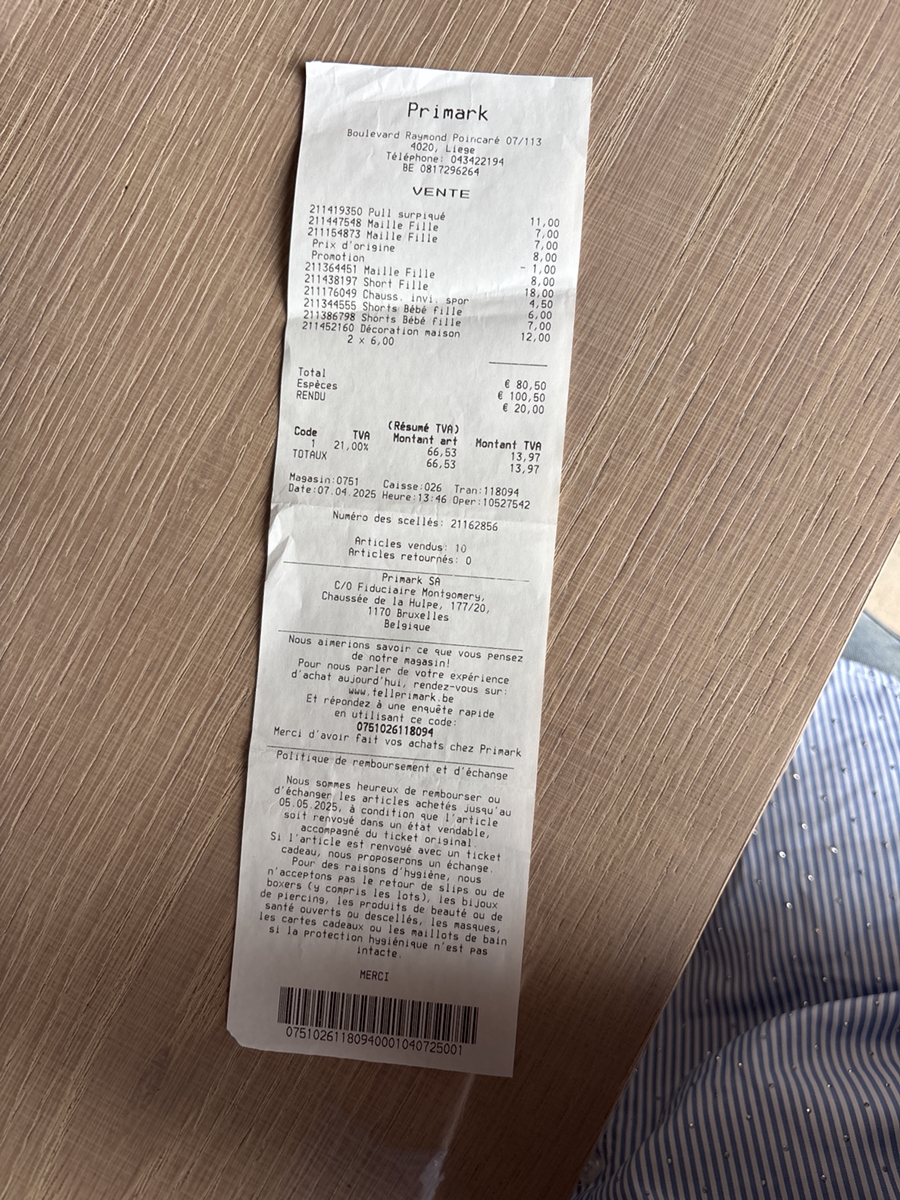 Primark
Boulevard Raymond Poincaré 07/113
4020, Liege
Téléphone: 043422194
BE 0817296264
VENTE
211419350 Pull surpiqué 11,00
211447548 Maille Fille 7,00
211154873 Maille Fille 7,00
Prix d'origine 8,00
Promotion - 1,00
211364451 Maille Fille 8,00
211438197 Short Fille 18,00
211176049 Chauss. invi. spor 4,50
211344555 Shorts Bébé fille 6,00
211386798 Shorts Bébé fille 7,00
211452160 Décoration maison 12,00
2 x 6,00
Total € 80,50
Espèces € 100,50
RENDU € 20,00
(Résumé TVA)
Code TVA Montant art Montant TVA
1 21,00% 66,53 13,97
TOTAUX 66,53 13,97
Magasin:0751 Caisse:026 Tran:118094
Date:07.04.2025 Heure:13:46 Oper:10527542
Numéro des scellés: 21162856
Articles vendus: 10
Articles retournés: 0
Primark SA
C/O Fiduciaire Montgomery,
Chaussée de la Hulpe, 177/20,
1170 Bruxelles
Belgique
Nous aimerions savoir ce que vous pensez
de notre magasin!
Pour nous parler de votre expérience
d'achat aujourd'hui, rendez-vous sur:
www.tellprimark.be
Et répondez à une enquête rapide
en utilisant ce code:
0751026118094
Merci d'avoir fait vos achats chez Primark
Politique de remboursement et d'échange
Nous sommes heureux de rembourser ou
d'échanger les articles achetés jusqu'au
05.05.2025, à condition que l'article
soit renvoyé dans un état vendable,
accompagné du ticket original.
Si l'article est renvoyé avec un ticket
cadeau, nous proposerons un échange.
Pour des raisons d'hygiène, nous
n'acceptons pas le retour de slips ou de
boxers (y compris les lots), les bijoux
de piercing, les produits de beauté ou de
santé ouverts ou descellés, les masques,
les cartes cadeaux ou les maillots de bain
si la protection hygiénique n'est pas
intacte.
MERCI
07510261180940001040725001